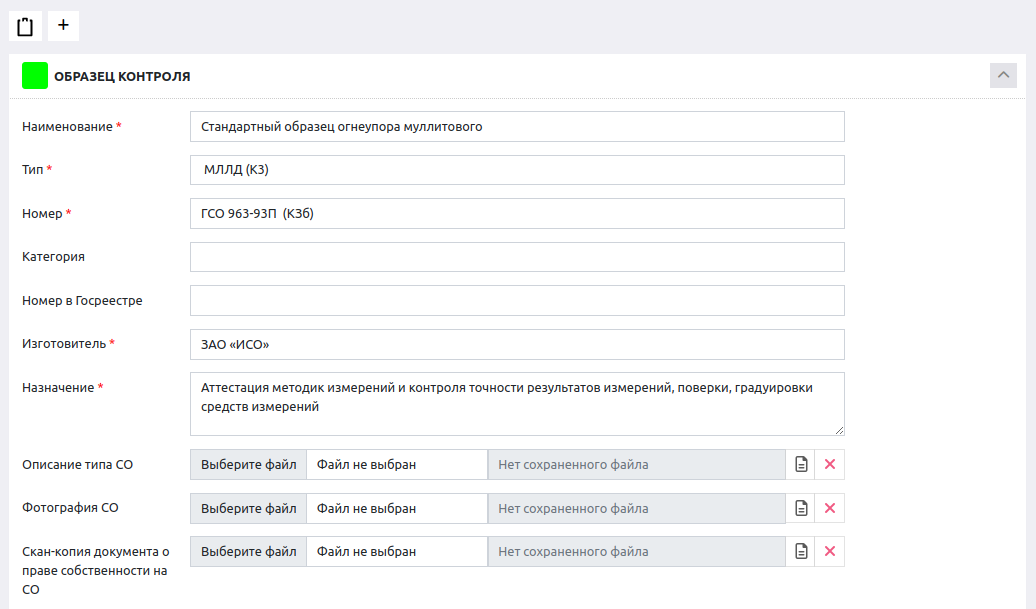 +
ОБРАЗЕЦ КОНТРОЛЯ
Наименование * Стандартный образец огнеупора муллитового
Тип * МЛЛД (К3)
Номер * ГСО 963-93П (К3б)
Категория
Номер в Госреестре
Изготовитель * ЗАО «ИСО»
Назначение * Аттестация методик измерений и контроля точности результатов измерений, поверки, градуировки
средств измерений
Описание типа СО Выберите файл Файл не выбран Нет сохраненного файла
Фотография СО Выберите файл Файл не выбран Нет сохраненного файла
Скан-копия документа о Выберите файл Файл не выбран Нет сохраненного файла
праве собственности на
СО